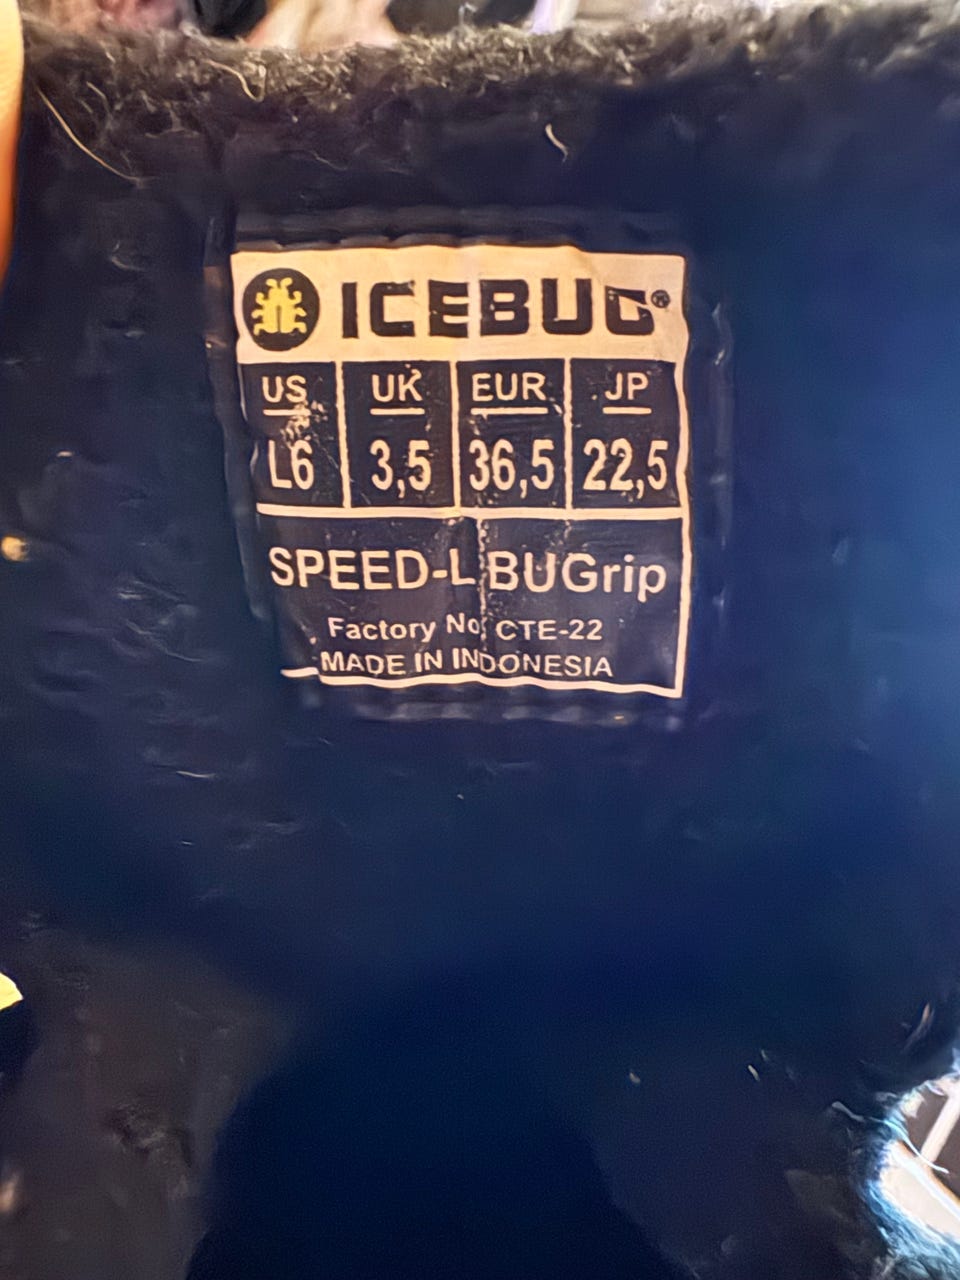 ICEBUG®
US UK EUR JP
L6 3,5 36,5 22,5
SPEED-L BUGrip
Factory No: CTE-22
MADE IN INDONESIA